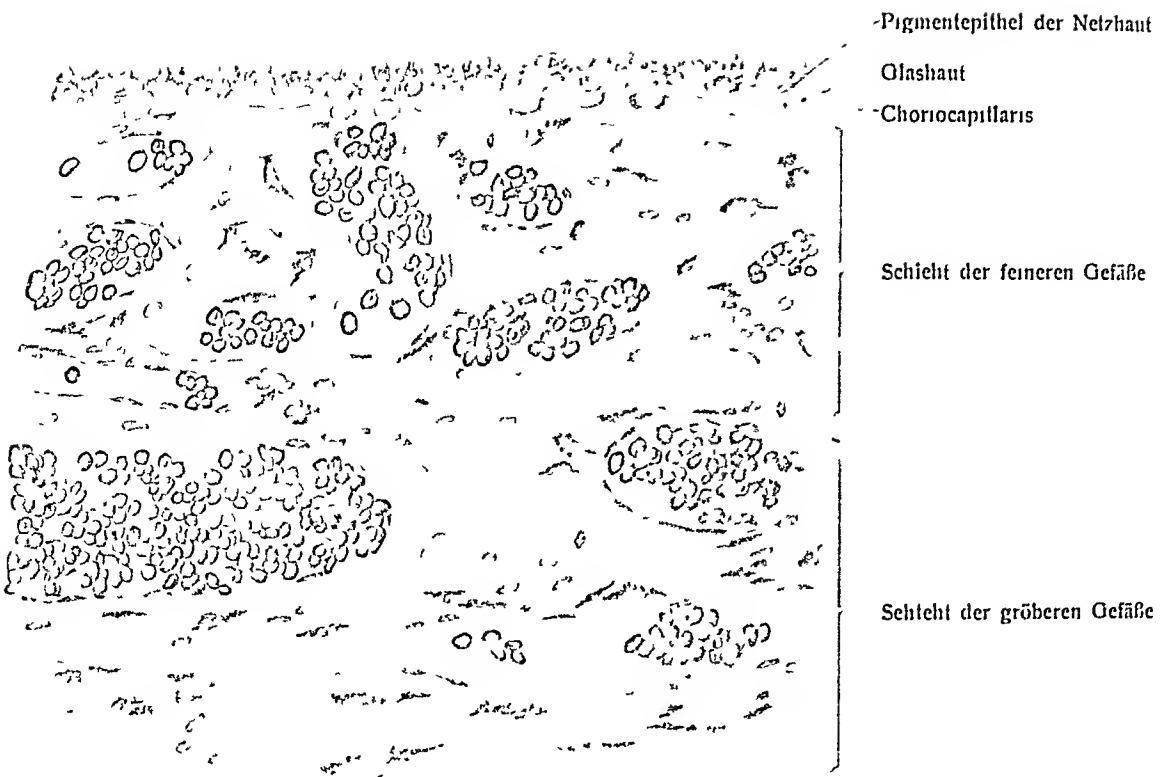 Pigmentepithel der Netzhaut
Glashaut
Choriocapillaris
Schicht der feineren Gefäße
Schicht der gröberen Gefäße